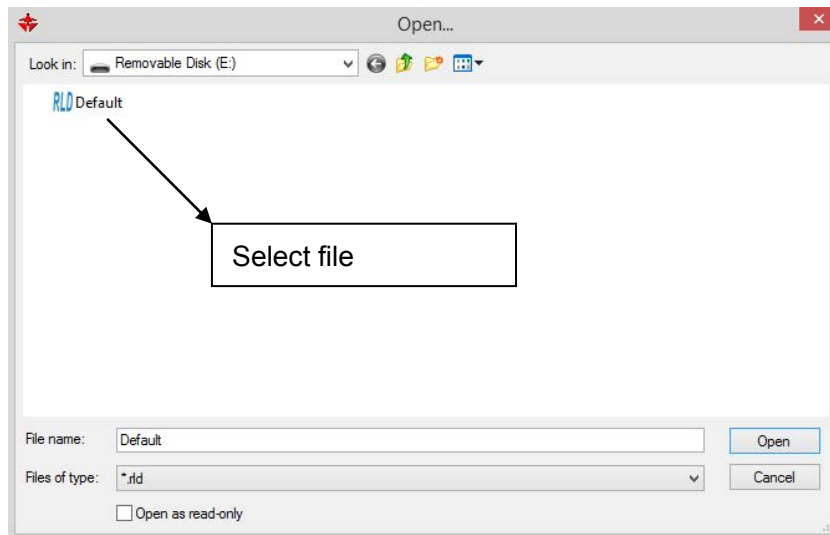 Open...
Look in: Removable Disk (E:)
RLD Default
Select file
File name: Default Open
Files of type: *.rld Cancel
Open as read-only